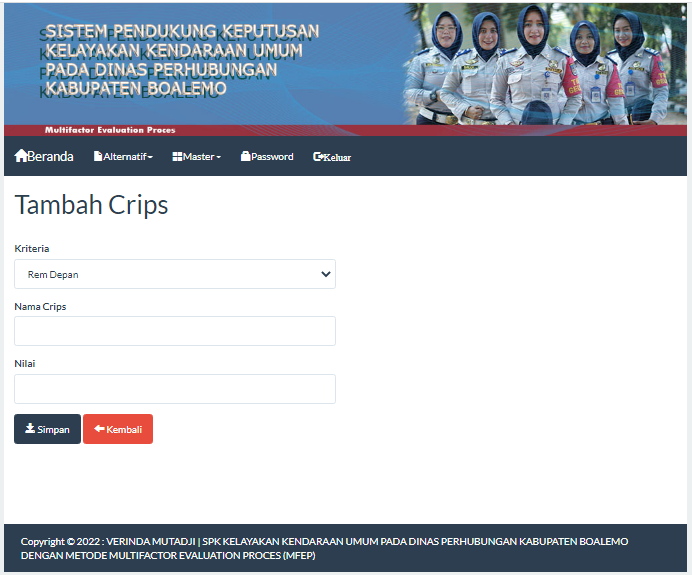 SISTEM PENDUKUNG KEPUTUSAN
KELAYAKAN KENDARAAN UMUM
PADA DINAS PERHUBUNGAN
KABUPATEN BOALEMO
Multifactor Evaluation Proces
Beranda Alternatif Master Password Keluar
Tambah Crips
Kriteria
Rem Depan
Nama Crips
Nilai
Simpan Kembali
Copyright © 2022 : VERINDA MUTADJI | SPK KELAYAKAN KENDARAAN UMUM PADA DINAS PERHUBUNGAN KABUPATEN BOALEMO
DENGAN METODE MULTIFACTOR EVALUATION PROCES (MFEP)